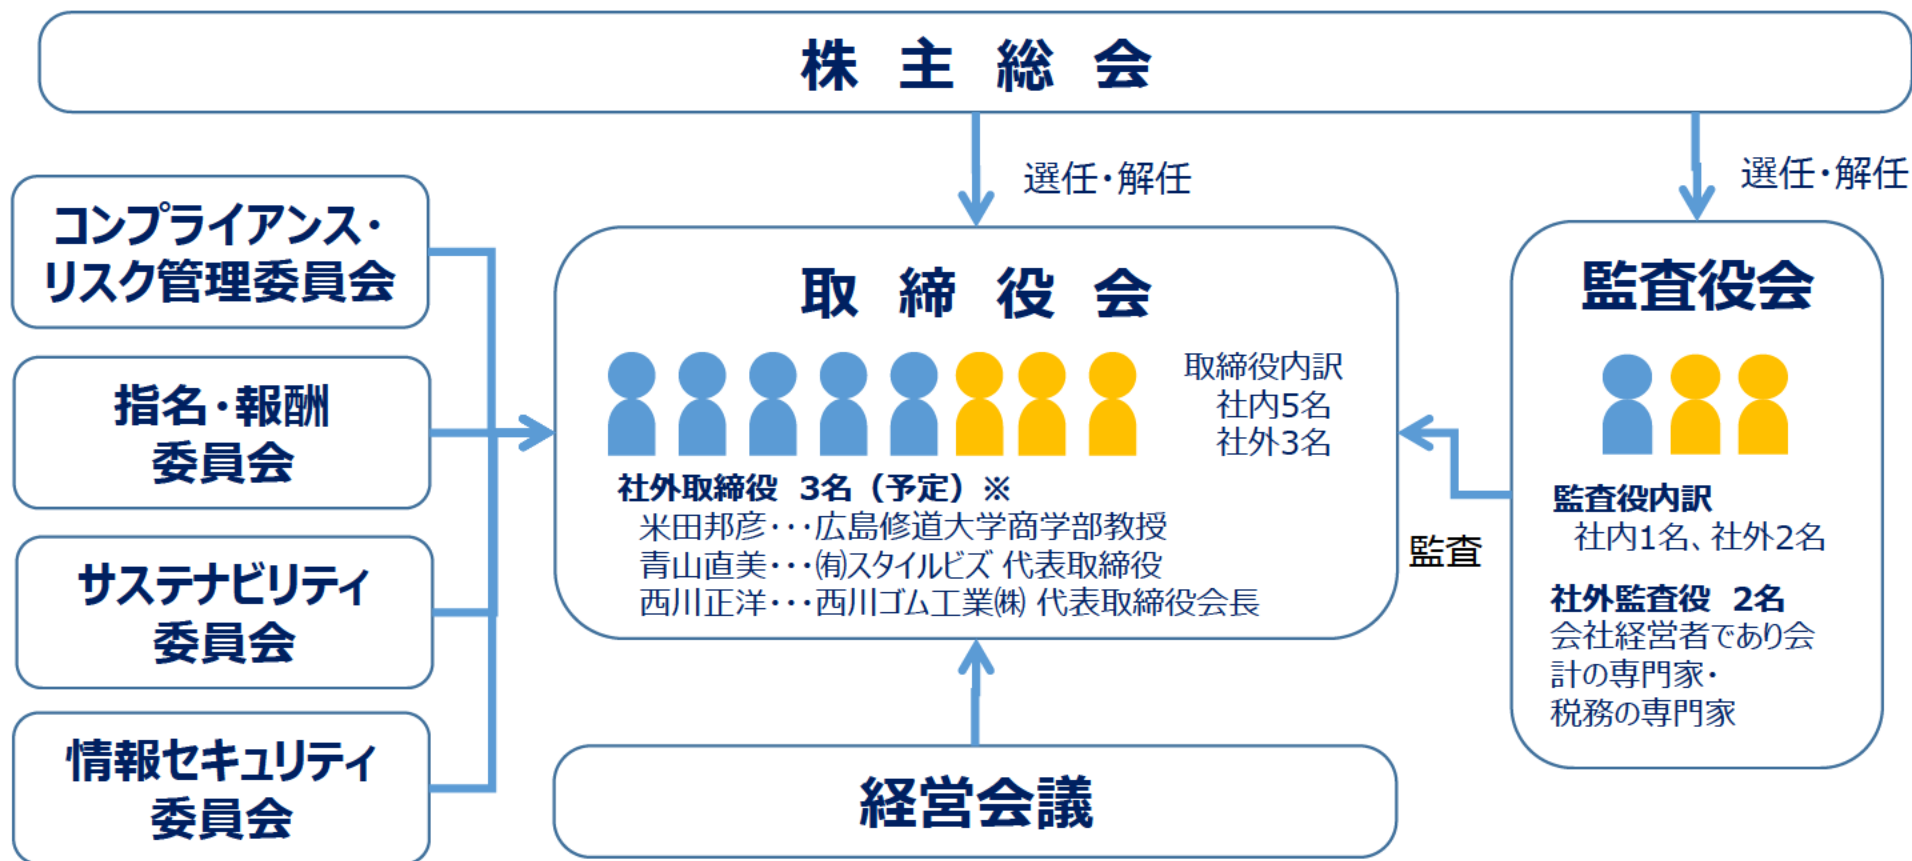 株 主 総 会
選任・解任
選任・解任
コンプライアンス・
リスク管理委員会
指名・報酬
委員会
サステナビリティ
委員会
情報セキュリティ
委員会
取 締 役 会
取締役内訳
社内5名
社外3名
社外取締役 3名（予定）※
米田邦彦・・・広島修道大学商学部教授
青山直美・・・㈲スタイルビズ 代表取締役
西川正洋・・・西川ゴム工業㈱ 代表取締役会長
監査
監査役会
監査役内訳
社内1名、社外2名
社外監査役 2名
会社経営者であり会
計の専門家・
税務の専門家
経営会議